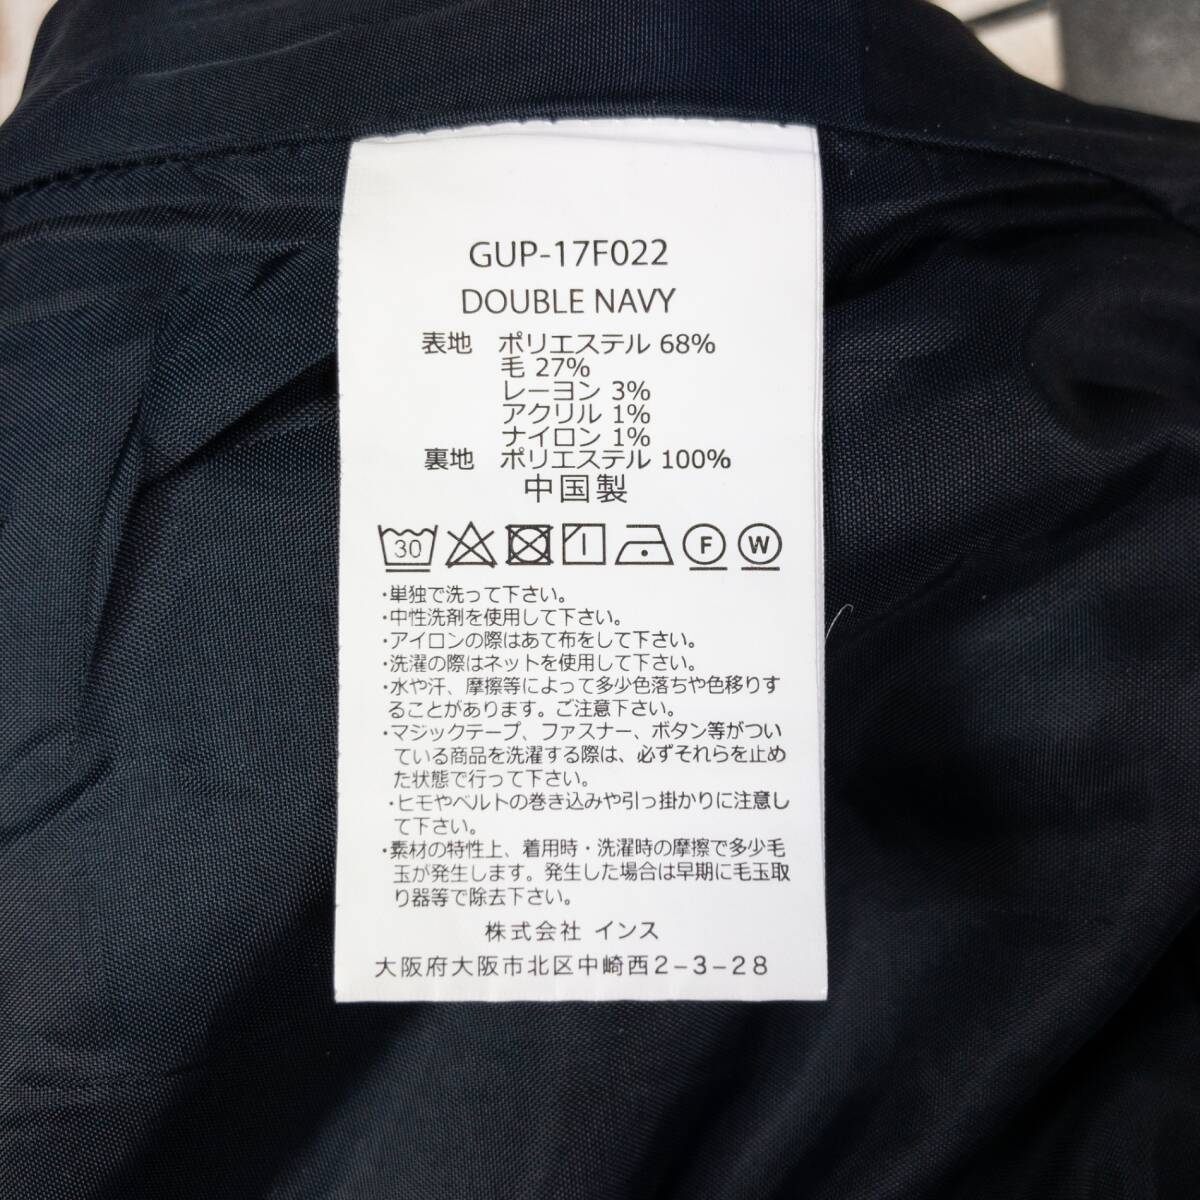 GUP-17F022
DOUBLE NAVY
表地 ポリエステル 68%
毛 27%
レーヨン 3%
アクリル 1%
ナイロン 1%
裏地 ポリエステル 100%
中国製
30 F W
・単独で洗って下さい。
・中性洗剤を使用して下さい。
・アイロンの際はあて布をして下さい。
・洗濯の際はネットを使用して下さい。
・水や汗、摩擦等によって多少色落ちや色移りす
ることがあります。ご注意下さい。
・マジックテープ、ファスナー、ボタン等がつい
ている商品を洗濯する際は、必ずそれらを止め
た状態で行って下さい。
・ヒモやベルトの巻き込みや引っ掛かりに注意し
て下さい。
・素材の特性上、着用時・洗濯時の摩擦で多少毛
玉が発生します。発生した場合は早期に毛玉取
り器等で除去下さい。
株式会社 インス
大阪府大阪市北区中崎西2-3-28